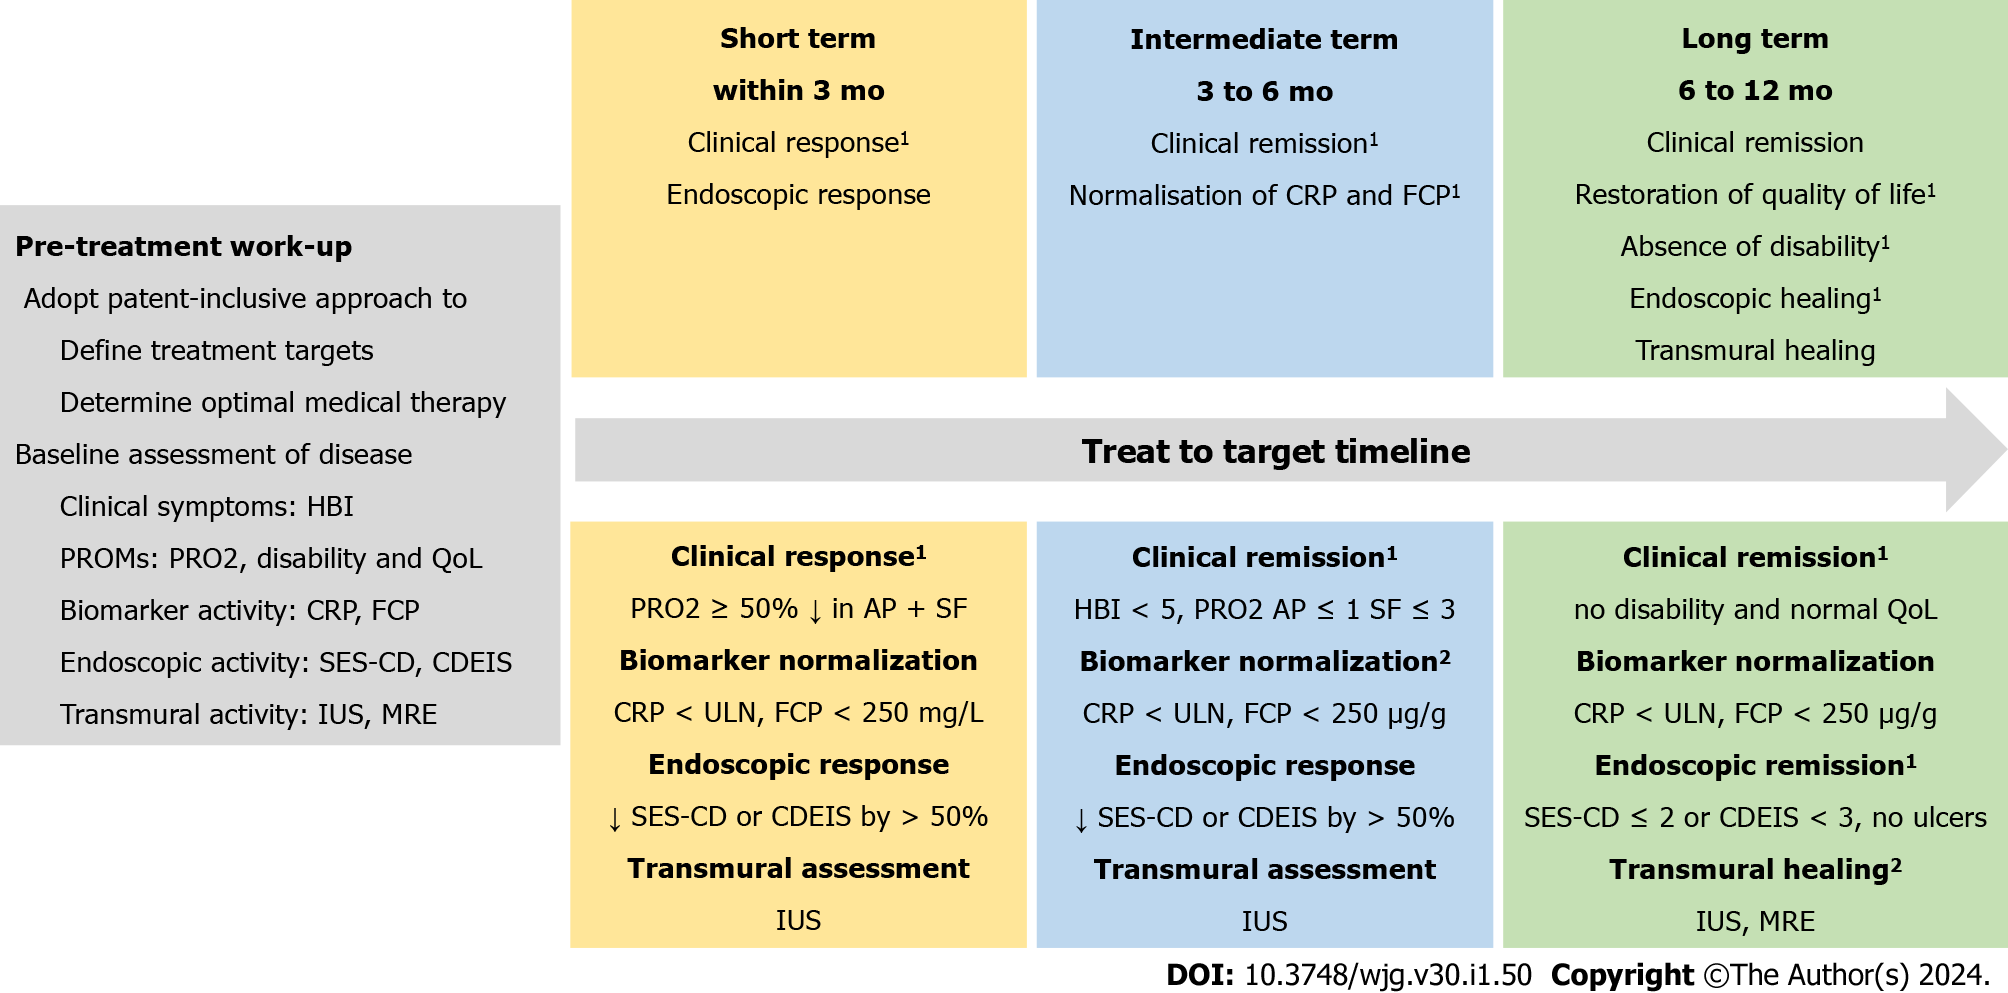 Short term
within 3 mo
Clinical response¹
Endoscopic response
Intermediate term
3 to 6 mo
Clinical remission¹
Normalisation of CRP and FCP¹
Long term
6 to 12 mo
Clinical remission
Restoration of quality of life¹
Absence of disability¹
Endoscopic healing¹
Transmural healing
Pre-treatment work-up
Adopt patent-inclusive approach to
Define treatment targets
Determine optimal medical therapy
Baseline assessment of disease
Clinical symptoms: HBI
PROMs: PRO2, disability and QoL
Biomarker activity: CRP, FCP
Endoscopic activity: SES-CD, CDEIS
Transmural activity: IUS, MRE
Treat to target timeline
Clinical response¹
PRO2 ≥ 50% ↓ in AP + SF
Biomarker normalization
CRP < ULN, FCP < 250 mg/L
Endoscopic response
↓ SES-CD or CDEIS by > 50%
Transmural assessment
IUS
Clinical remission¹
HBI < 5, PRO2 AP ≤ 1 SF ≤ 3
Biomarker normalization²
CRP < ULN, FCP < 250 µg/g
Endoscopic response
↓ SES-CD or CDEIS by > 50%
Transmural assessment
IUS
Clinical remission¹
no disability and normal QoL
Biomarker normalization
CRP < ULN, FCP < 250 µg/g
Endoscopic remission¹
SES-CD ≤ 2 or CDEIS < 3, no ulcers
Transmural healing²
IUS, MRE
DOI: 10.3748/wjg.v30.i1.50 Copyright ©The Author(s) 2024.